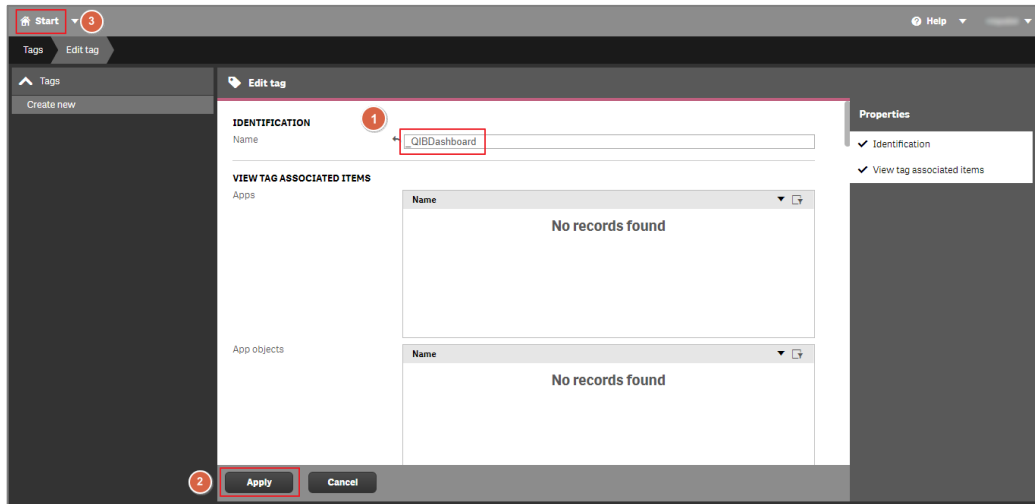 Start
3
Help
Tags
Edit tag
Tags
Create new
Edit tag
IDENTIFICATION
1
Name
_QIBDashboard
VIEW TAG ASSOCIATED ITEMS
Apps
Name
No records found
App objects
Name
No records found
2
Apply
Cancel
Properties
Identification
View tag associated items